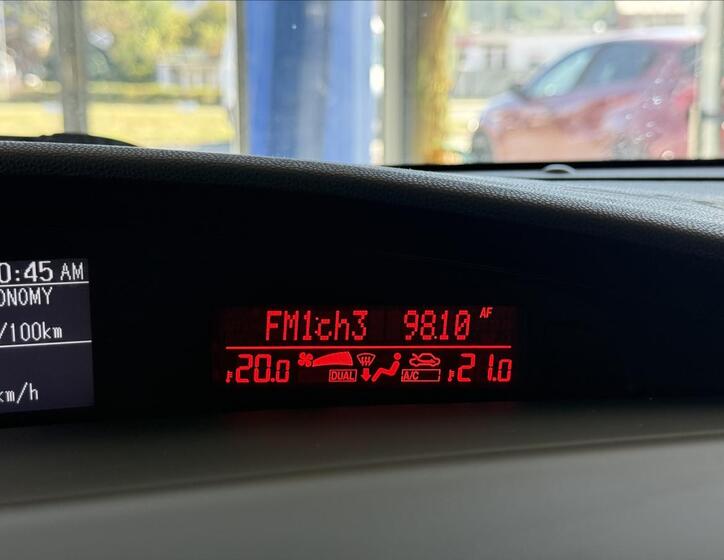 0:45 AM
ONOMY
/100km
km/h
FM1ch3 98.10 AF
20.0 DUAL A/C 21.0